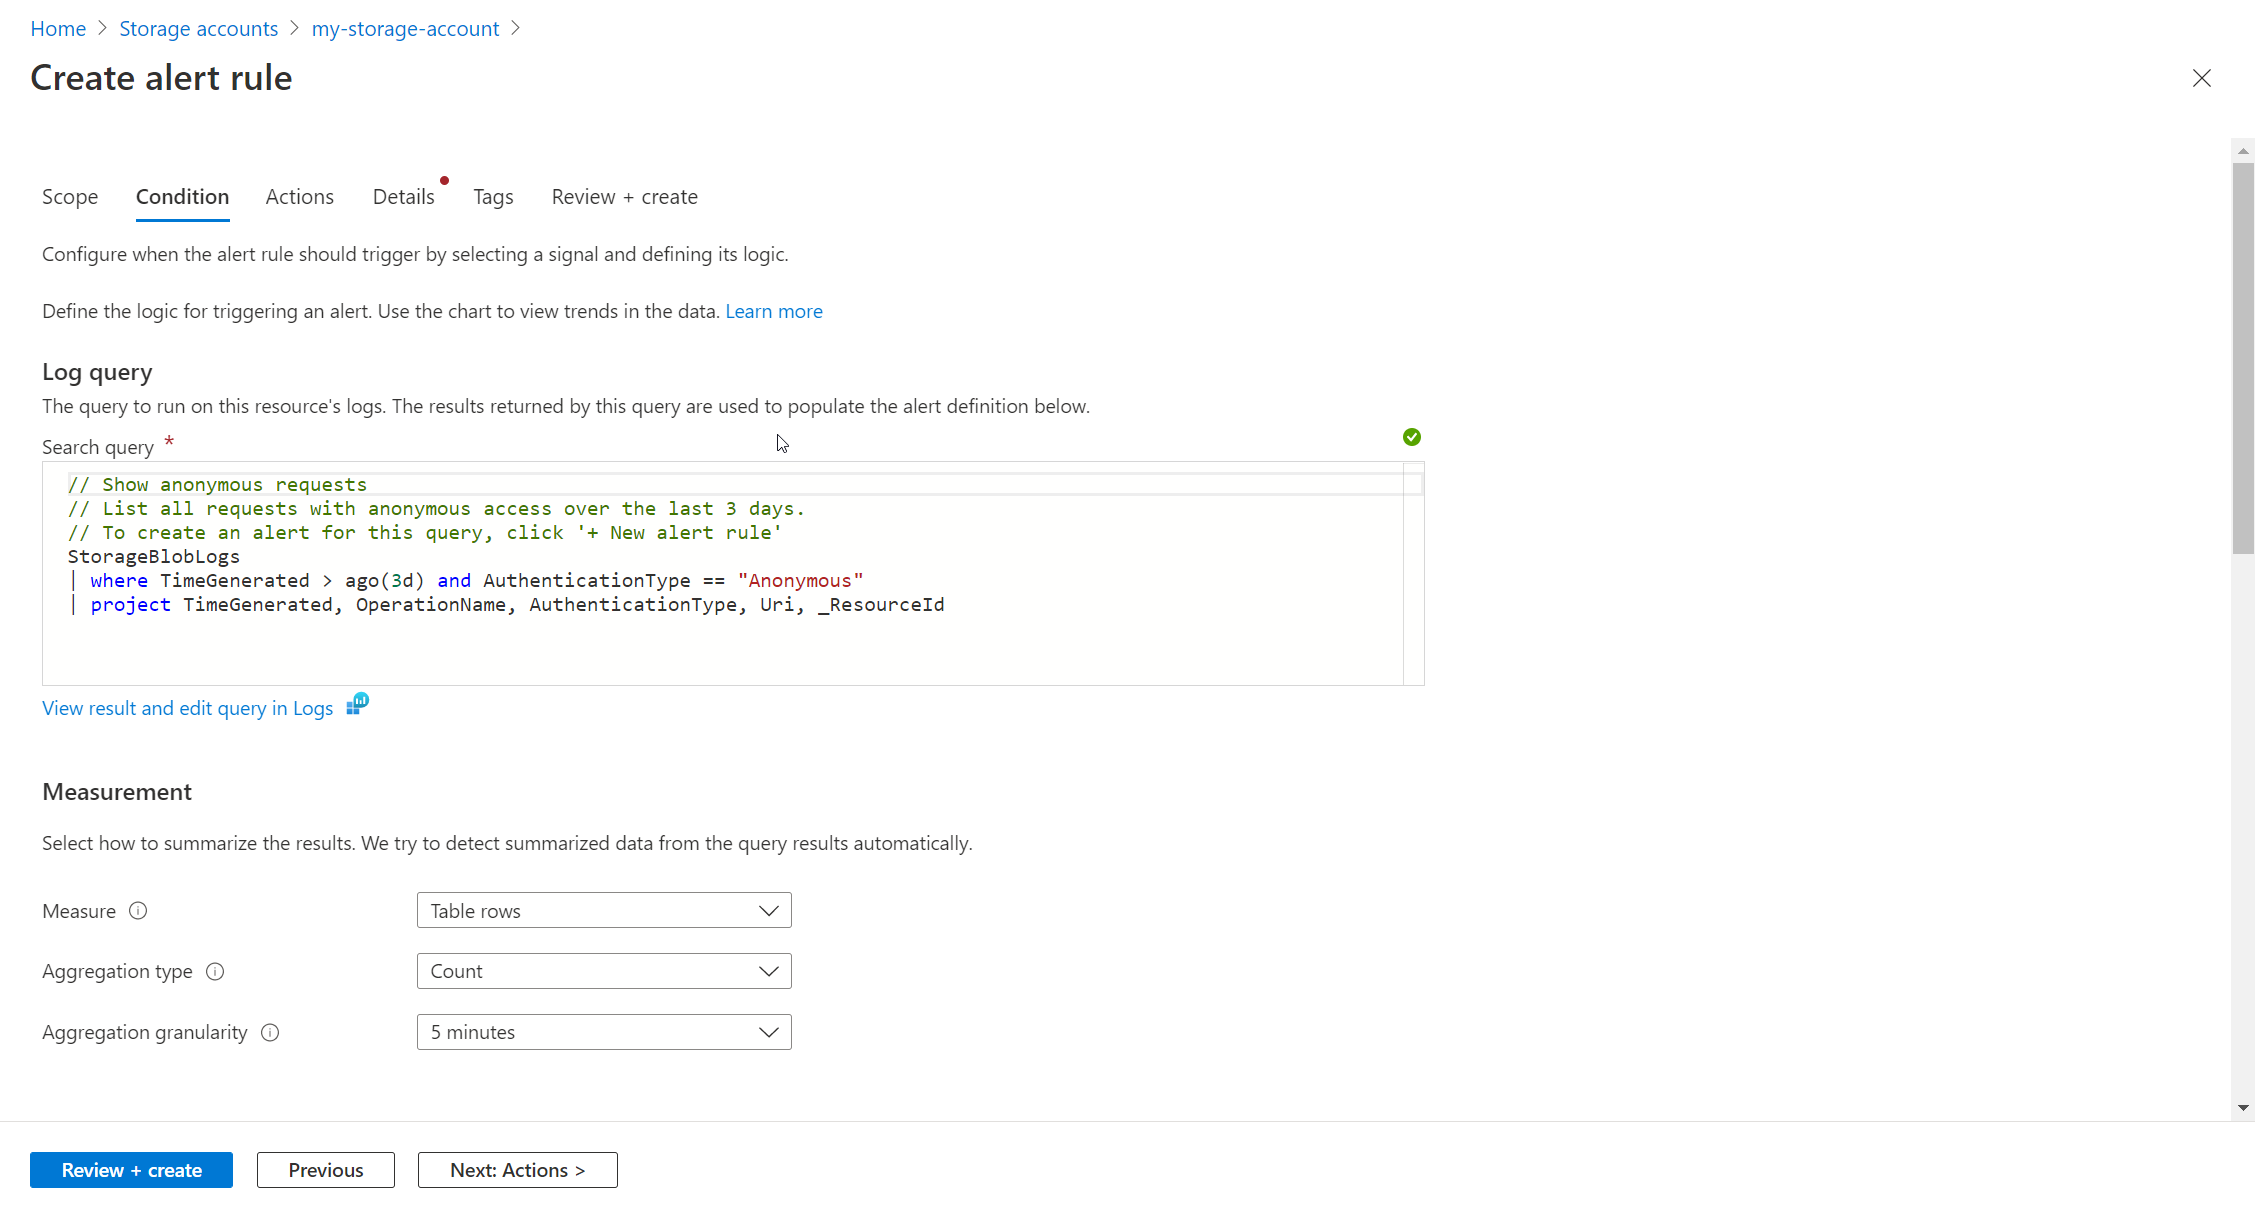 Home > Storage accounts > my-storage-account >
Create alert rule
Scope Condition Actions Details Tags Review + create
Configure when the alert rule should trigger by selecting a signal and defining its logic.
Define the logic for triggering an alert. Use the chart to view trends in the data. Learn more
Log query
The query to run on this resource's logs. The results returned by this query are used to populate the alert definition below.
Search query *
// Show anonymous requests
// List all requests with anonymous access over the last 3 days.
// To create an alert for this query, click '+ New alert rule'
StorageBlobLogs
| where TimeGenerated > ago(3d) and AuthenticationType == "Anonymous"
| project TimeGenerated, OperationName, AuthenticationType, Uri, _ResourceId
View result and edit query in Logs
Measurement
Select how to summarize the results. We try to detect summarized data from the query results automatically.
Measure Table rows
Aggregation type Count
Aggregation granularity 5 minutes
Review + create Previous Next: Actions >